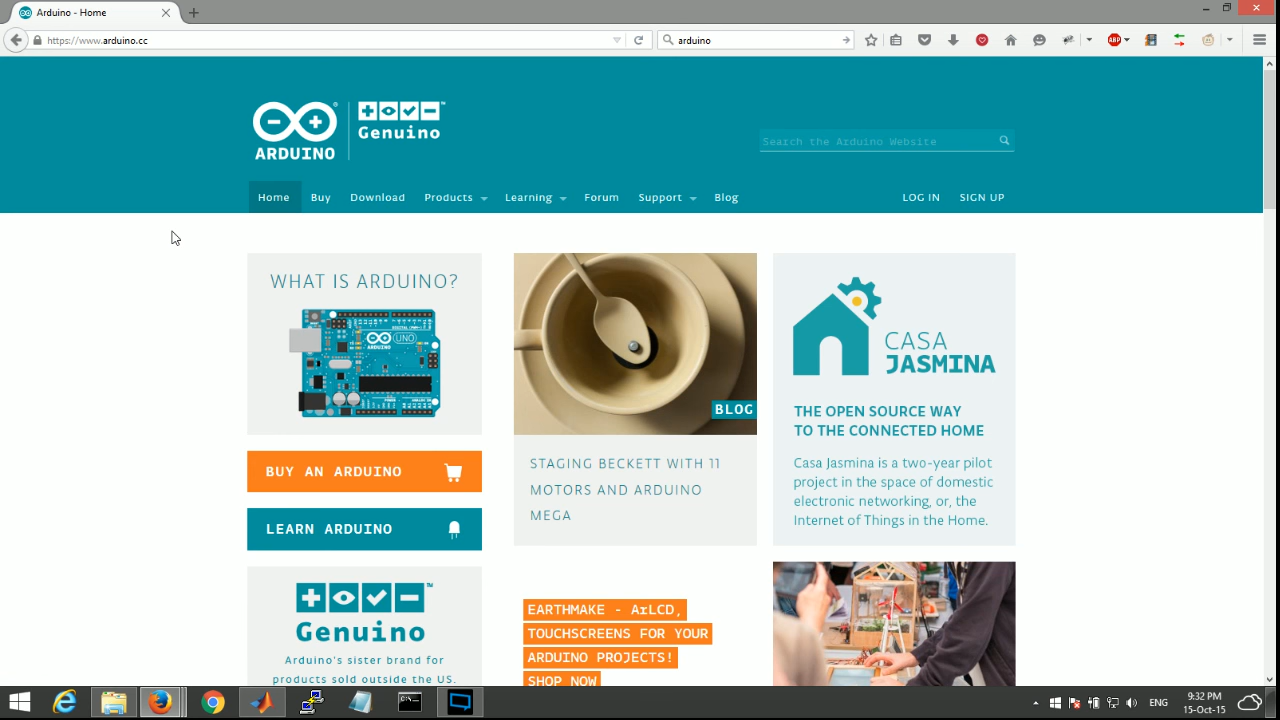 Arduino - Home
https://www.arduino.cc
arduino
ABP
ARDUINO
Genuino
Search the Arduino Website
Home Buy Download Products Learning Forum Support Blog LOG IN SIGN UP
WHAT IS ARDUINO?
UNO
ARDUINO
BUY AN ARDUINO
LEARN ARDUINO
Genuino
Arduino's sister brand for
products sold outside the US.
BLOG
STAGING BECKETT WITH 11
MOTORS AND ARDUINO
MEGA
EARTHMAKE - ArLCD,
TOUCHSCREENS FOR YOUR
ARDUINO PROJECTS!
SHOP NOW
CASA
JASMINA
THE OPEN SOURCE WAY
TO THE CONNECTED HOME
Casa Jasmina is a two-year pilot
project in the space of domestic
electronic networking, or, the
Internet of Things in the Home.
ENG
9:32 PM
15-Oct-15